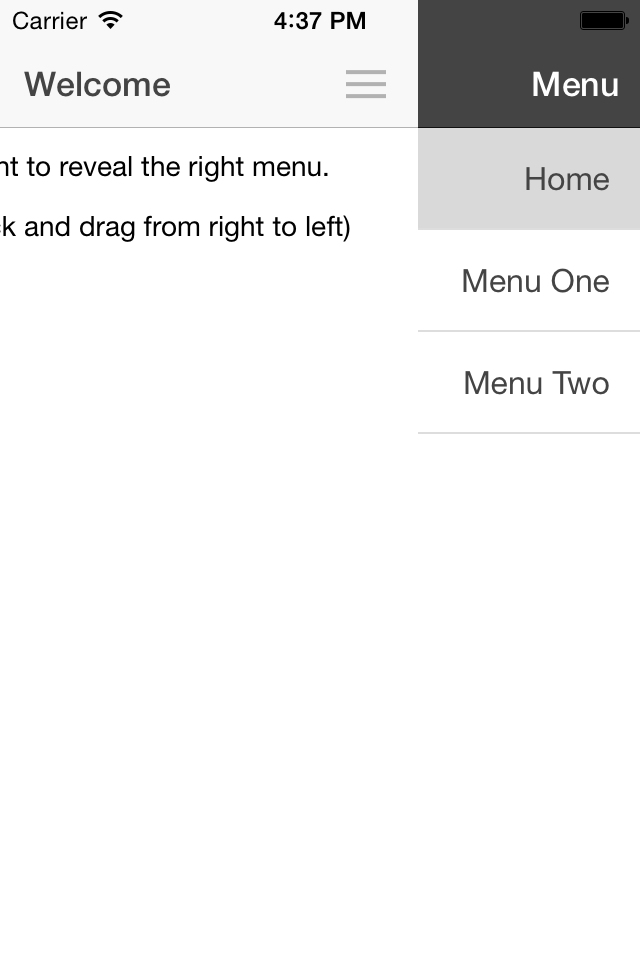 Carrier 4:37 PM
Welcome
Menu
to reveal the right menu.
and drag from right to left)
Home
Menu One
Menu Two